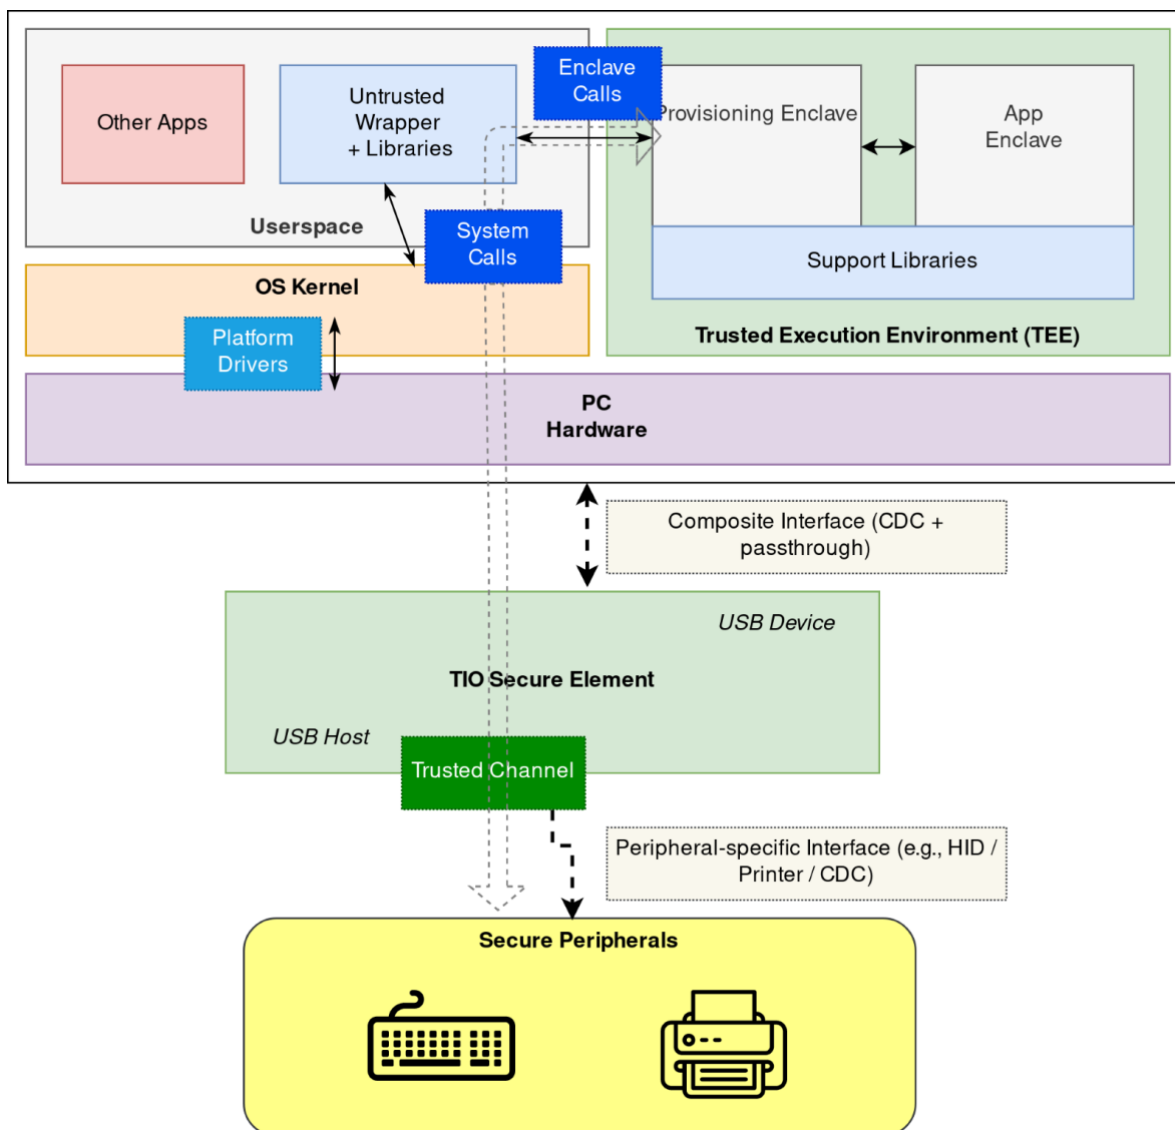 Enclave
Calls
Other Apps
Untrusted
Wrapper
+ Libraries
Provisioning Enclave
App
Enclave
Userspace
System
Calls
Support Libraries
OS Kernel
Platform
Drivers
Trusted Execution Environment (TEE)
PC
Hardware
Composite Interface (CDC +
passthrough)
USB Device
TIO Secure Element
USB Host
Trusted Channel
Peripheral-specific Interface (e.g., HID /
Printer / CDC)
Secure Peripherals